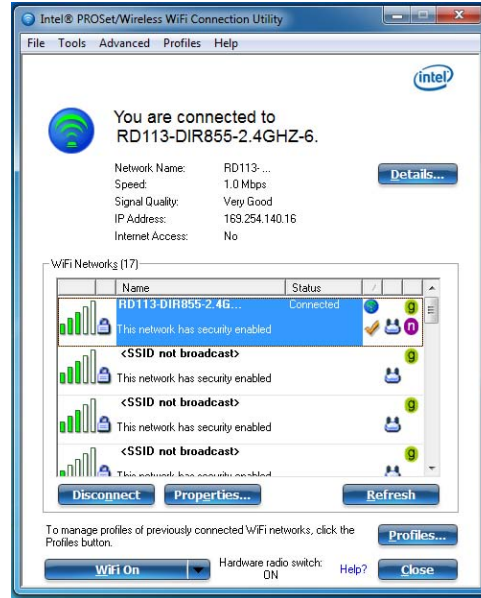 Intel® PROSet/Wireless WiFi Connection Utility
File Tools Advanced Profiles Help
intel
You are connected to
RD113-DIR855-2.4GHZ-6.
Network Name: RD113-...
Speed: 1.0 Mbps
Signal Quality: Very Good
IP Address: 169.254.140.16
Internet Access: No
Details...
WiFi Networks (17)
Name Status
RD113-DIR855-2.4G... Connected g
This network has security enabled n
<SSID not broadcast> g
This network has security enabled
<SSID not broadcast> g
This network has security enabled
<SSID not broadcast> g
This network has security enabled
Disconnect Properties... Refresh
To manage profiles of previously connected WiFi networks, click the
Profiles button.
Profiles...
WiFi On
Hardware radio switch:
ON
Help?
Close